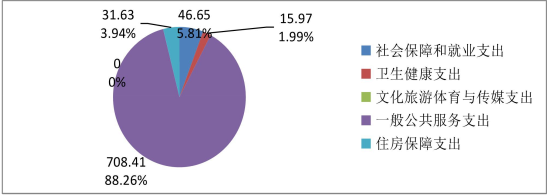 31.63
3.94%
46.65
5.81%
15.97
1.99%
0
0%
708.41
88.26%
社会保障和就业支出
卫生健康支出
文化旅游体育与传媒支出
一般公共服务支出
住房保障支出